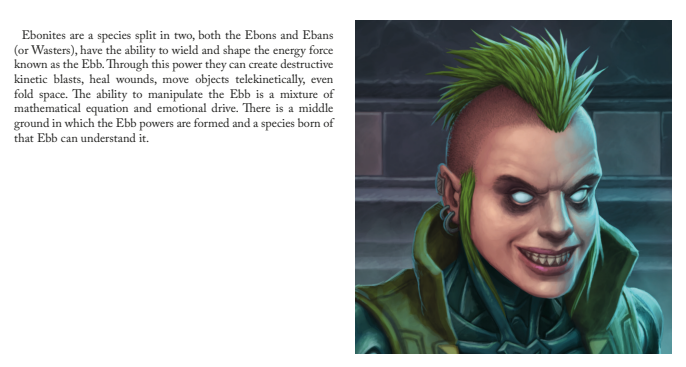 Ebonites are a species split in two, both the Ebons and Ebans
(or Wasters), have the ability to wield and shape the energy force
known as the Ebb. Through this power they can create destructive
kinetic blasts, heal wounds, move objects telekinetically, even
fold space. The ability to manipulate the Ebb is a mixture of
mathematical equation and emotional drive. There is a middle
ground in which the Ebb powers are formed and a species born of
that Ebb can understand it.